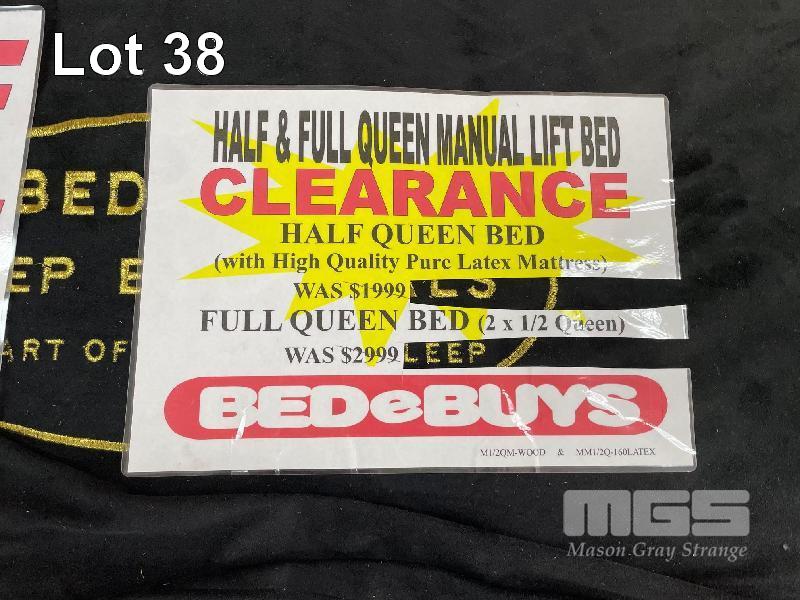 Lot 38
HALF & FULL QUEEN MANUAL LIFT BED
CLEARANCE
HALF QUEEN BED
(with High Quality Pure Latex Mattress)
WAS $1999
FULL QUEEN BED (2 x 1/2 Queen)
WAS $2999
BEDeBUYS
M1/2QM-WOOD & MM1/2Q-160LATEX
BED
EP
ART OF
LEEP
MGS
Mason Gray Strange